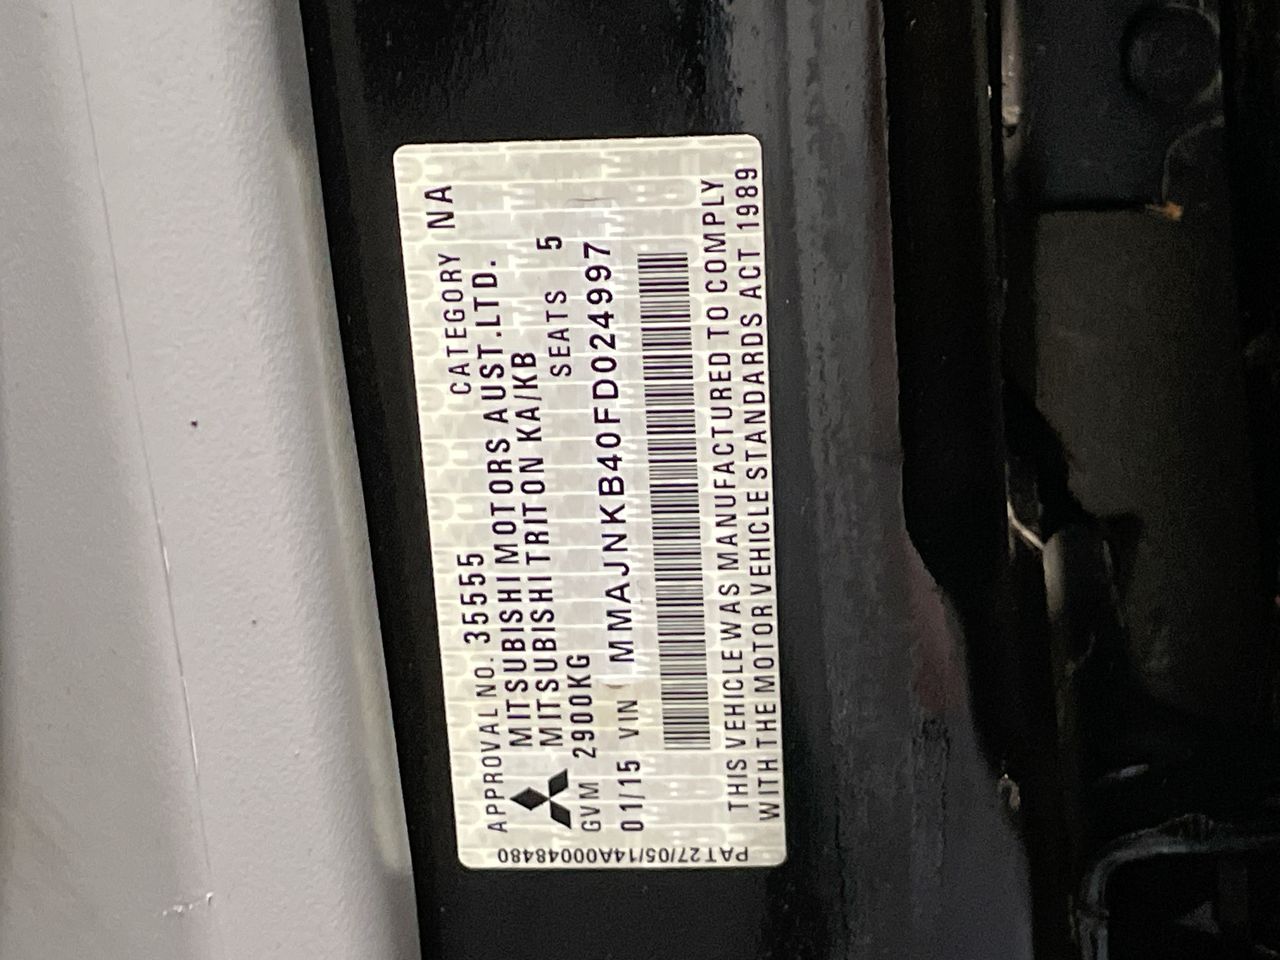 APPROVAL NO. 35555 CATEGORY NA
MITSUBISHI MOTORS AUST.LTD.
MITSUBISHI TRITON KA/KB
GVM 2900KG SEATS 5
01/15 VIN MMAJNKB40FD024997
THIS VEHICLE WAS MANUFACTURED TO COMPLY
WITH THE MOTOR VEHICLE STANDARDS ACT 1989
PAT27/05/14A00048480